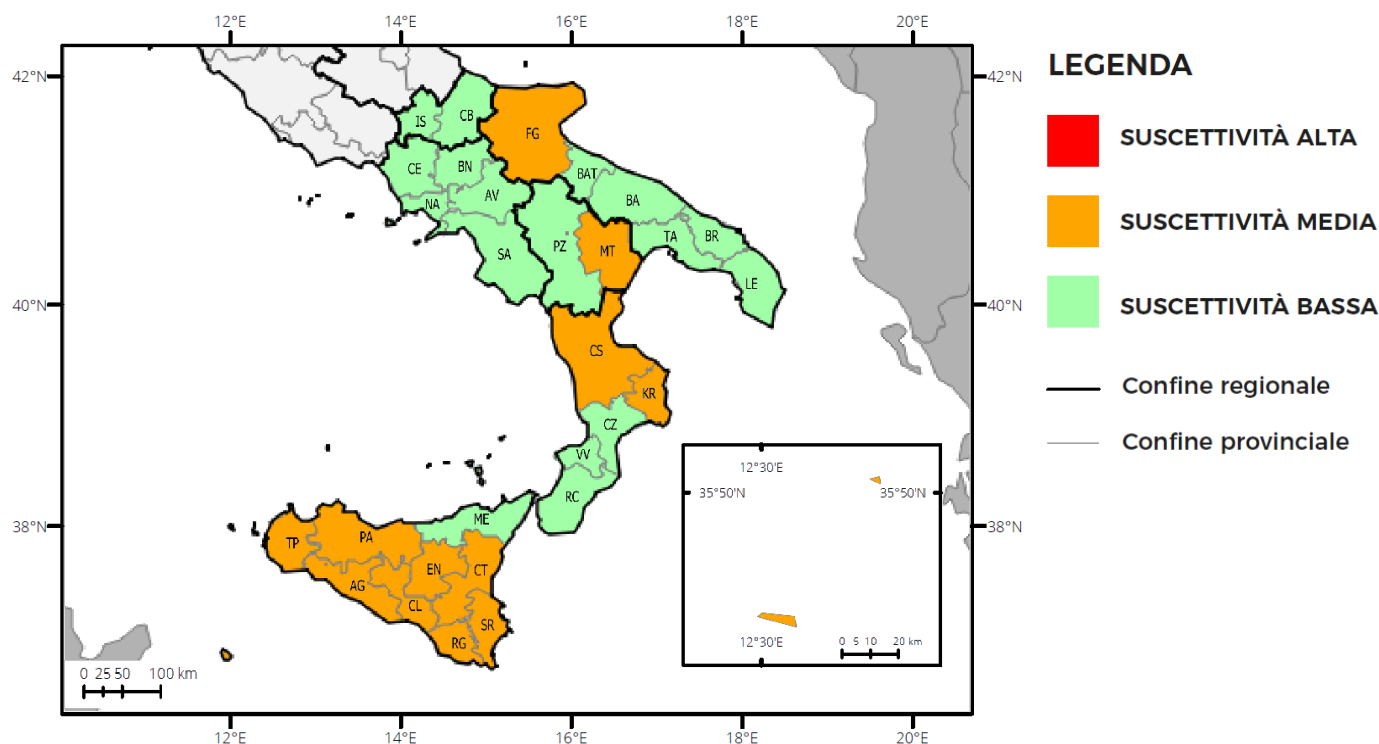 12°E 14°E 16°E 18°E 20°E
42°N 42°N
40°N 40°N
38°N 38°N
IS CB FG
CE BN BAT
NA AV BA
SA PZ MT TA BR
LE
CS
KR
CZ
VV
RC
ME
TP PA
EN CT
AG
CL
SR
RG
0 25 50 100 km
12°30'E
35°50'N 35°50'N
12°30'E
0 5 10 20 km
12°E 14°E 16°E 18°E 20°E
LEGENDA
SUSCETTIVITÀ ALTA
SUSCETTIVITÀ MEDIA
SUSCETTIVITÀ BASSA
Confine regionale
Confine provinciale